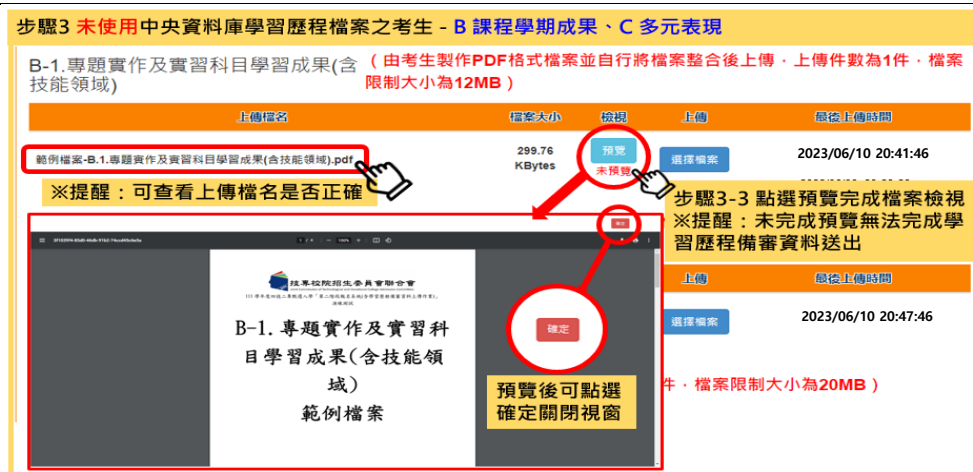 步驟3 未使用中央資料庫學習歷程檔案之考生 - B 課程學期成果、C 多元表現
B-1.專題實作及實習科目學習成果(含技能領域)
（由考生製作PDF格式檔案並自行將檔案整合後上傣，上傳件數為1件，檔案
限制大小為12MB）
上傳檔名
檔案大小
檢視
上傳
最後上傳時間
範例檔案-B.1.專題實作及實習科目學習成果(含技能領域).pdf
299.76
KBytes
預覽
未預覽
選擇檔案
2023/06/10 20:41:46
※提醒：可查看上傳檔名是否正確
步驟3-3 點選預覽完成檔案檢視
※提醒：未完成預覽無法完成學
習歷程備審資料送出
確定
1 / 4
100%
技專校院招生委員會聯合會
B-1. 專題實作及實習科
目學習成果(含技能領
域)
範例檔案
確定
預覽後可點選
確定關閉視窗
上傳
最後上傳時間
選擇檔案
2023/06/10 20:47:46
件，檔案限制大小為20MB）